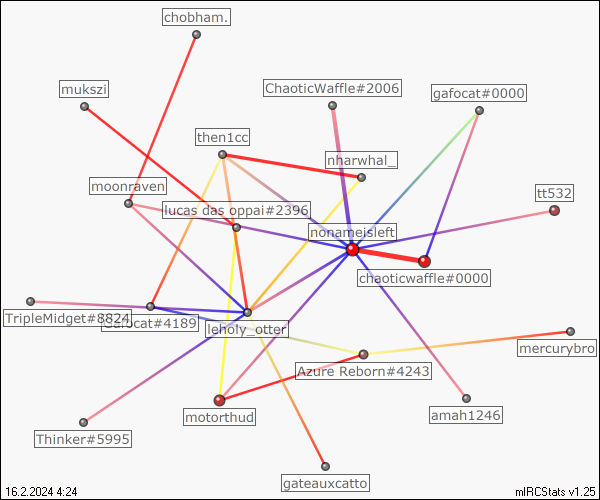 chobham.
mukszi
ChaoticWaffle#2006
gafocat#0000
then1cc
nharwhal_
moonraven
tt532
lucas das oppai#2396
nonameisleft
chaoticwaffle#0000
TripleMidget#8824
Gafocat#4189
leholy_otter
mercurybro
Azure Reborn#4243
motorthud
amah1246
Thinker#5995
gateauxcatto
16.2.2024 4:24
mIRCStats v1.25